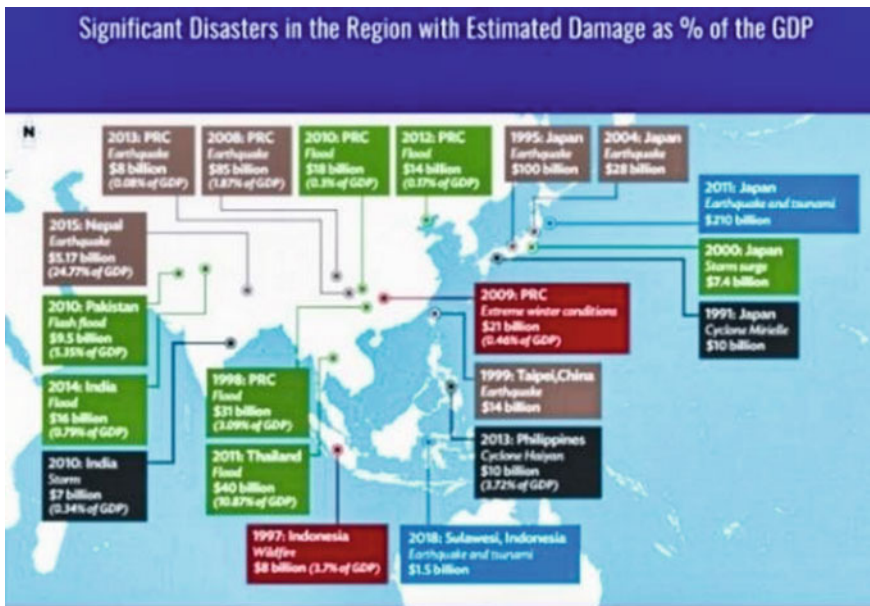 Significant Disasters in the Region with Estimated Damage as % of the GDP
N
2013: PRC
Earthquake
$8 billion
(0.08% of GDP)
2008: PRC
Earthquake
$85 billion
(1.87% of GDP)
2010: PRC
Flood
$18 billion
(0.3% of GDP)
2012: PRC
Flood
$14 billion
(0.17% of GDP)
1995: Japan
Earthquake
$100 billion
2004: Japan
Earthquake
$28 billion
2011: Japan
Earthquake and tsunami
$210 billion
2015: Nepal
Earthquake
$5.17 billion
(24.77% of GDP)
2000: Japan
Storm surge
$7.4 billion
2010: Pakistan
Flash flood
$9.5 billion
(5.35% of GDP)
2009: PRC
Extreme winter conditions
$21 billion
(0.46% of GDP)
1991: Japan
Cyclone Mirielle
$10 billion
2014: India
Flood
$16 billion
(0.79% of GDP)
1998: PRC
Flood
$31 billion
(3.09% of GDP)
1999: Taipei,China
Earthquake
$14 billion
2010: India
Storm
$7 billion
(0.34% of GDP)
2011: Thailand
Flood
$40 billion
(10.87% of GDP)
2013: Philippines
Cyclone Haiyan
$10 billion
(3.72% of GDP)
1997: Indonesia
Wildfire
$8 billion (3.7% of GDP)
2018: Sulawesi, Indonesia
Earthquake and tsunami
$1.5 billion